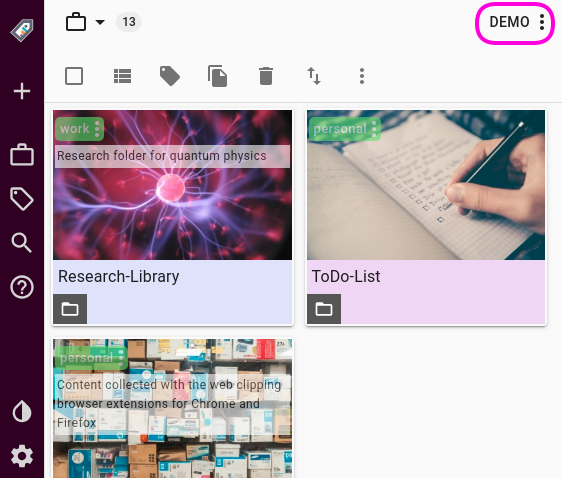 13
DEMO
work
Research folder for quantum physics
personal
Research-Library
ToDo-List
personal
Content collected with the web clipping
browser extensions for Chrome and
Firefox